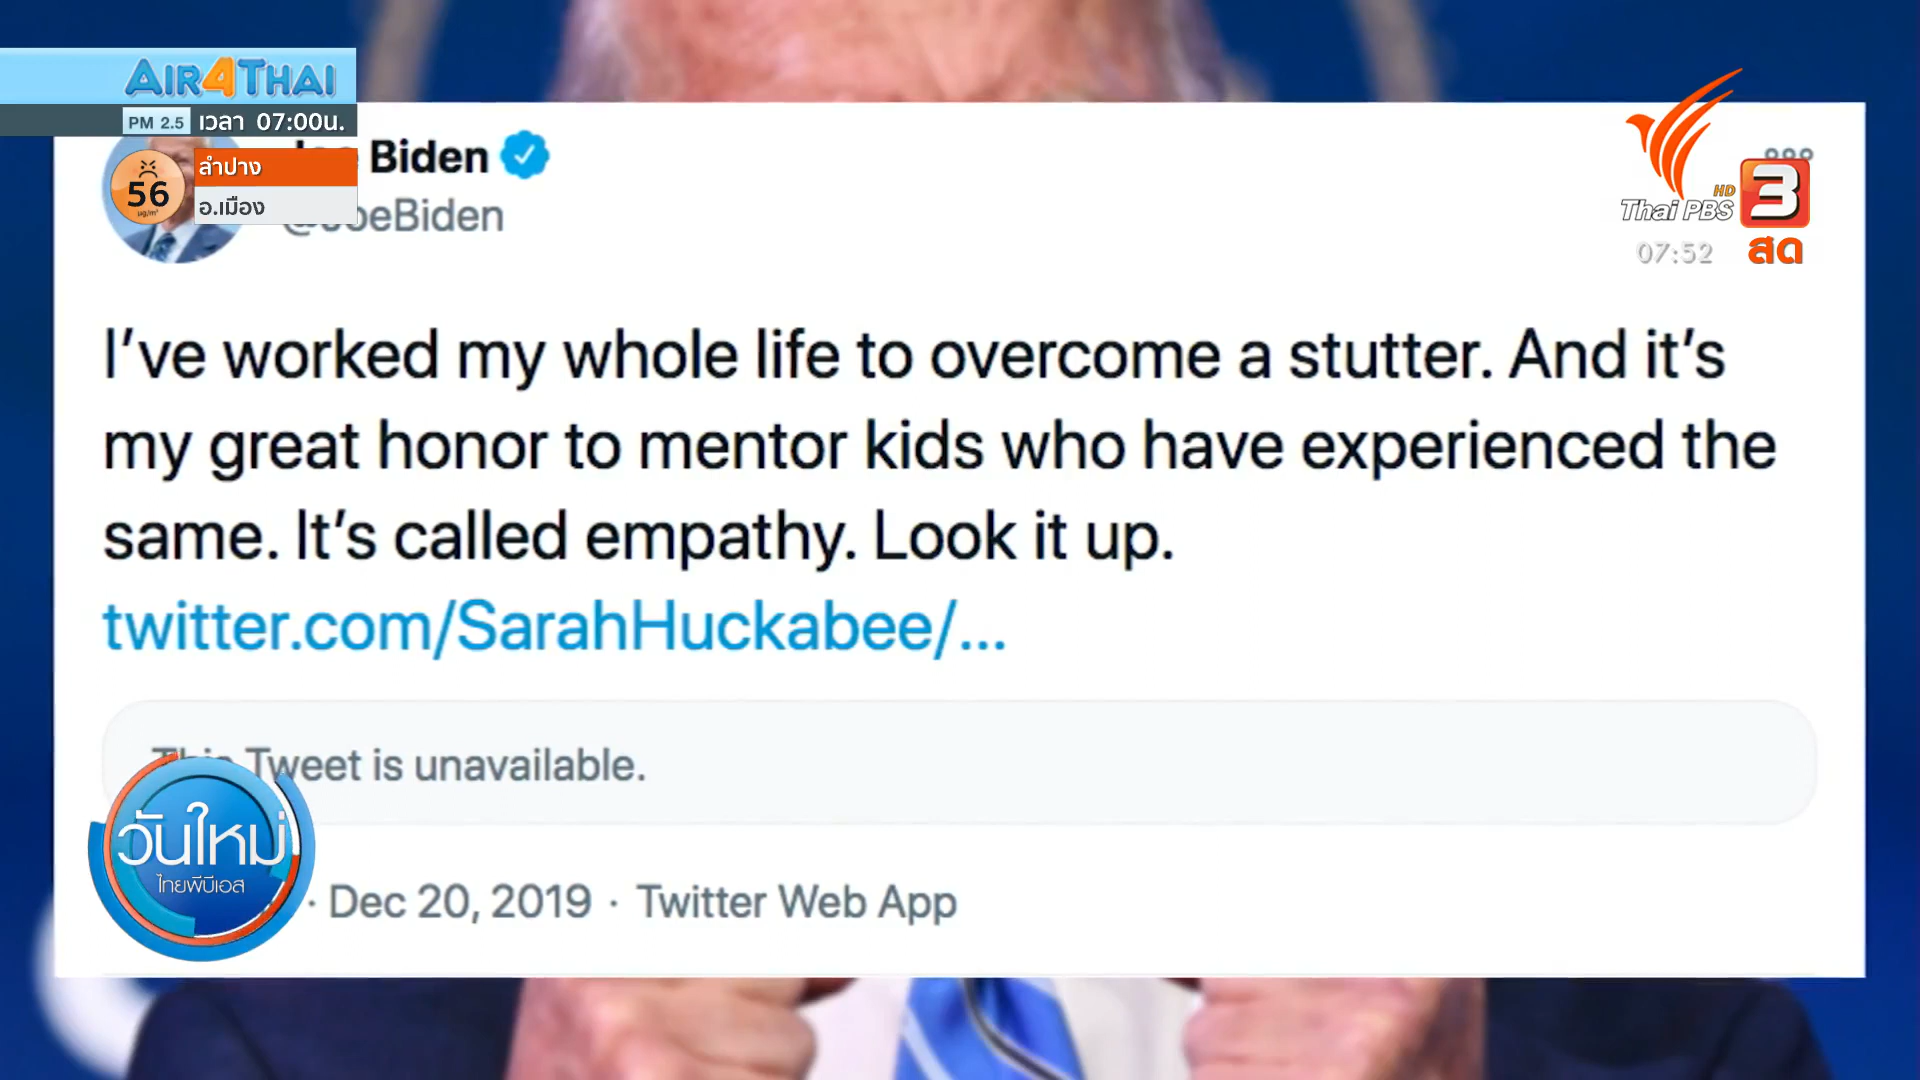 AIR4THAI
PM 2.5 เวลา 07:00น.
56
µg/m³
ลำปาง
อ.เมือง
Biden
@JoeBiden
HD
Thai PBS
3
07:52
สด
I've worked my whole life to overcome a stutter. And it's
my great honor to mentor kids who have experienced the
same. It's called empathy. Look it up.
twitter.com/SarahHuckabee/...
This Tweet is unavailable.
วันใหม่
ไทยพีบีเอส
· Dec 20, 2019 · Twitter Web App